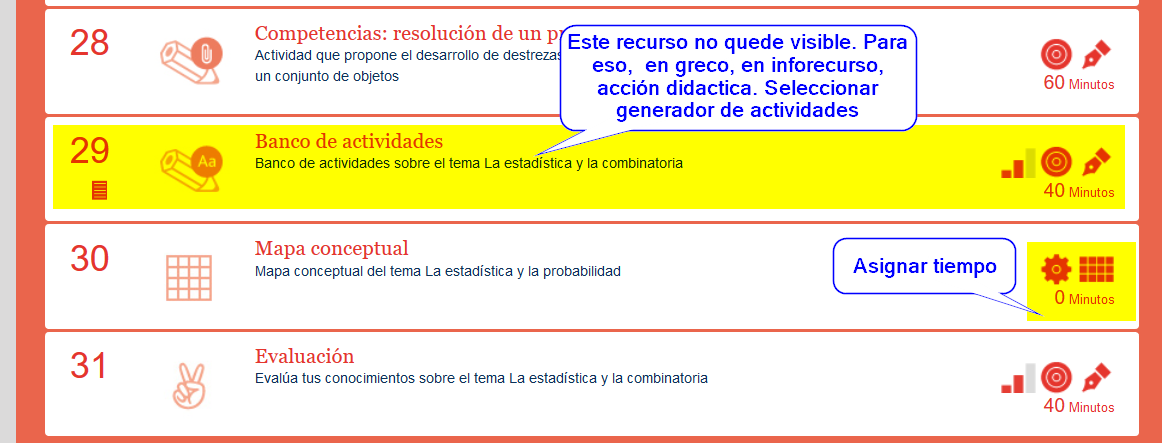 28
Competencias: resolución de un pr
Actividad que propone el desarrollo de destrezas
un conjunto de objetos
60 Minutos
Este recurso no quede visible. Para
eso, en greco, en inforecurso,
acción didactica. Seleccionar
generador de actividades
29
Aa
Banco de actividades
Banco de actividades sobre el tema La estadística y la combinatoria
40 Minutos
30
Mapa conceptual
Mapa conceptual del tema La estadística y la probabilidad
Asignar tiempo
0 Minutos
31
Evaluación
Evalúa tus conocimientos sobre el tema La estadística y la combinatoria
40 Minutos